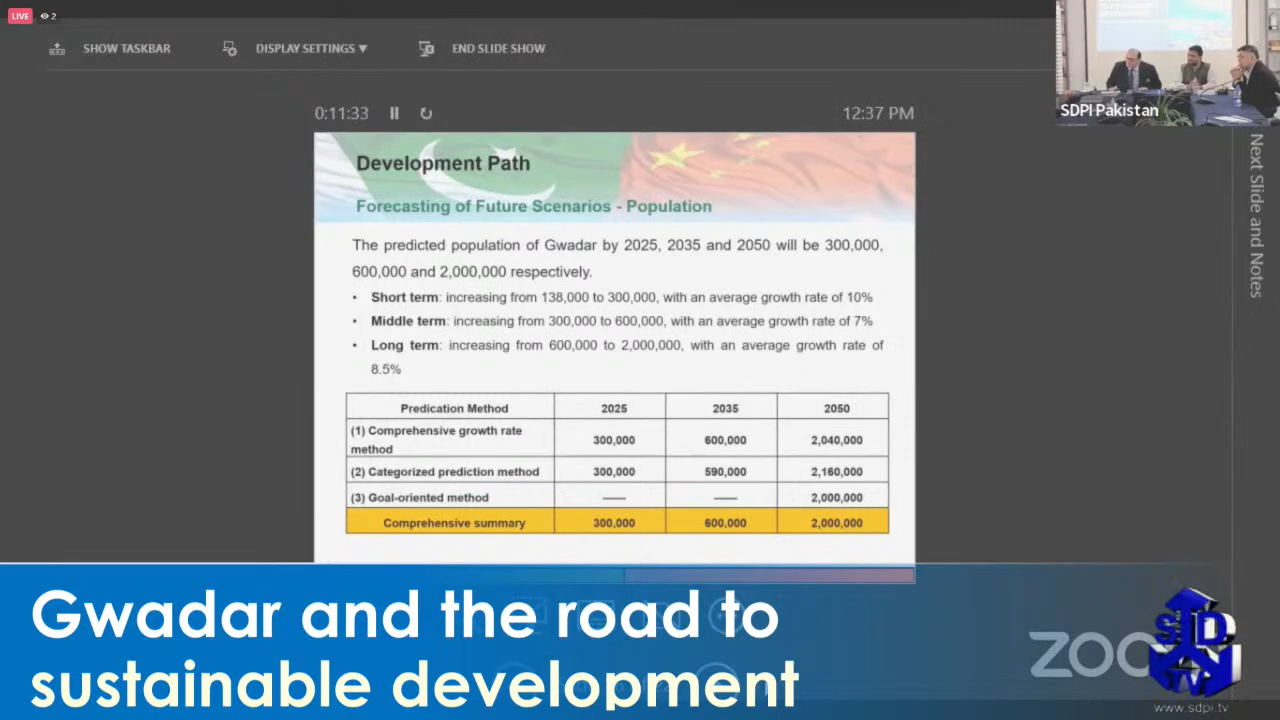 LIVE 2
SHOW TASKBAR DISPLAY SETTINGS ▼ END SLIDE SHOW
SDPI Pakistan
0:11:33 12:37 PM
Next Slide and Notes
Development Path
Forecasting of Future Scenarios - Population
The predicted population of Gwadar by 2025, 2035 and 2050 will be 300,000,
600,000 and 2,000,000 respectively.
• Short term: increasing from 138,000 to 300,000, with an average growth rate of 10%
• Middle term: increasing from 300,000 to 600,000, with an average growth rate of 7%
• Long term: increasing from 600,000 to 2,000,000, with an average growth rate of
8.5%
Predication Method 2025 2035 2050
(1) Comprehensive growth rate
method 300,000 600,000 2,040,000
(2) Categorized prediction method 300,000 590,000 2,160,000
(3) Goal-oriented method —— —— 2,000,000
Comprehensive summary 300,000 600,000 2,000,000
Gwadar and the road to
sustainable development
SD
TV
www.sdpi.tv